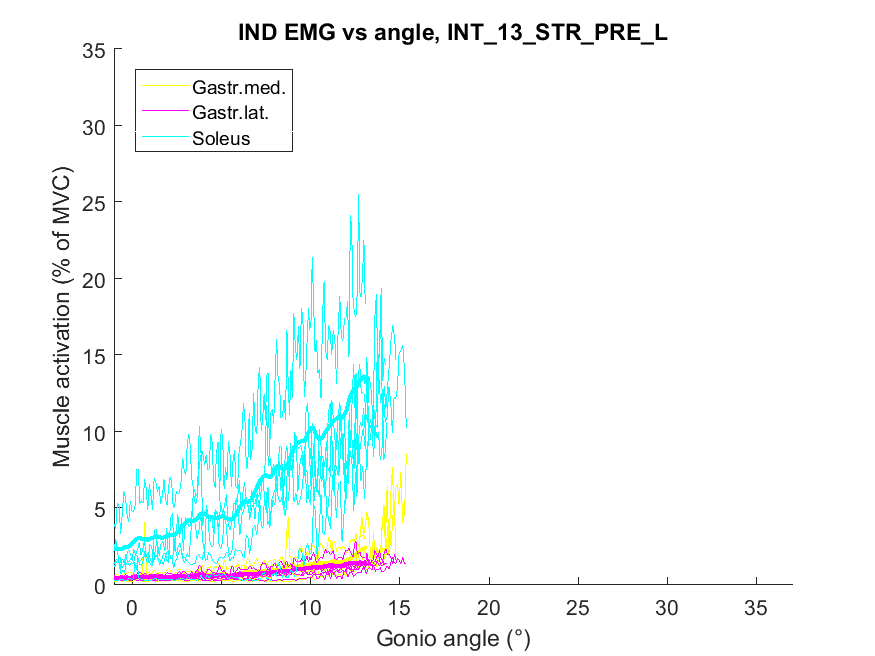 IND EMG vs angle, INT_13_STR_PRE_L
35
30
25
20
15
10
5
0
Muscle activation (% of MVC)
Gastr.med.
Gastr.lat.
Soleus
0 5 10 15 20 25 30 35
Gonio angle (°)